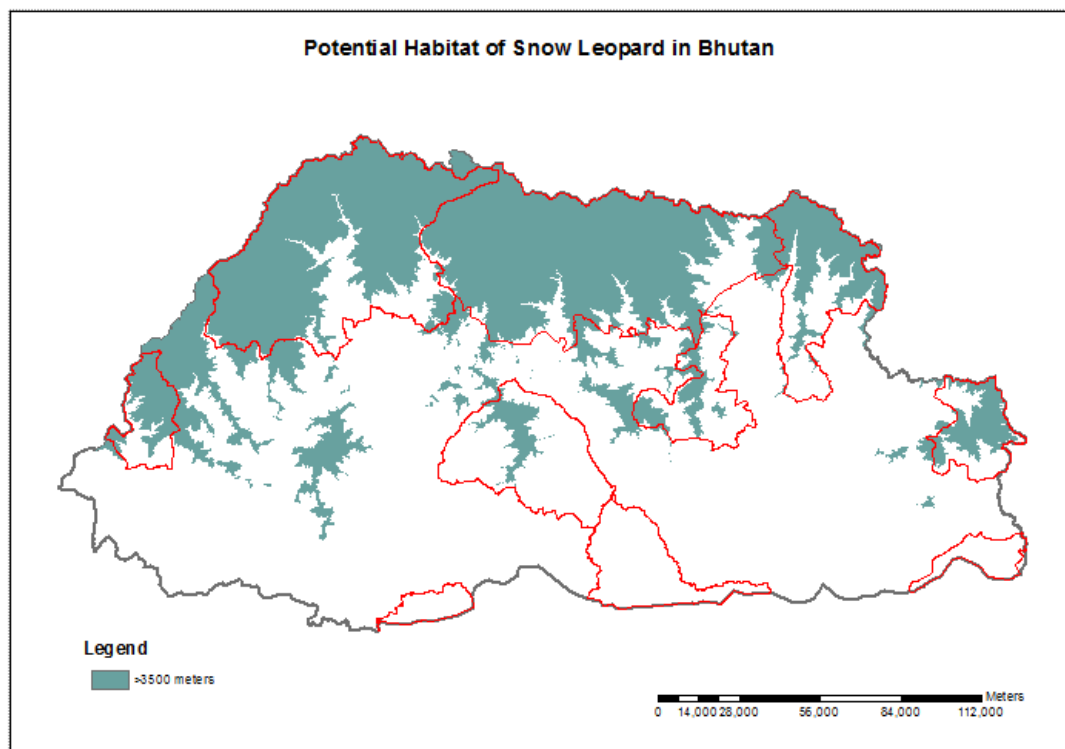 Potential Habitat of Snow Leopard in Bhutan
Legend
>3500 meters
Meters
0 14,000 28,000 56,000 84,000 112,000